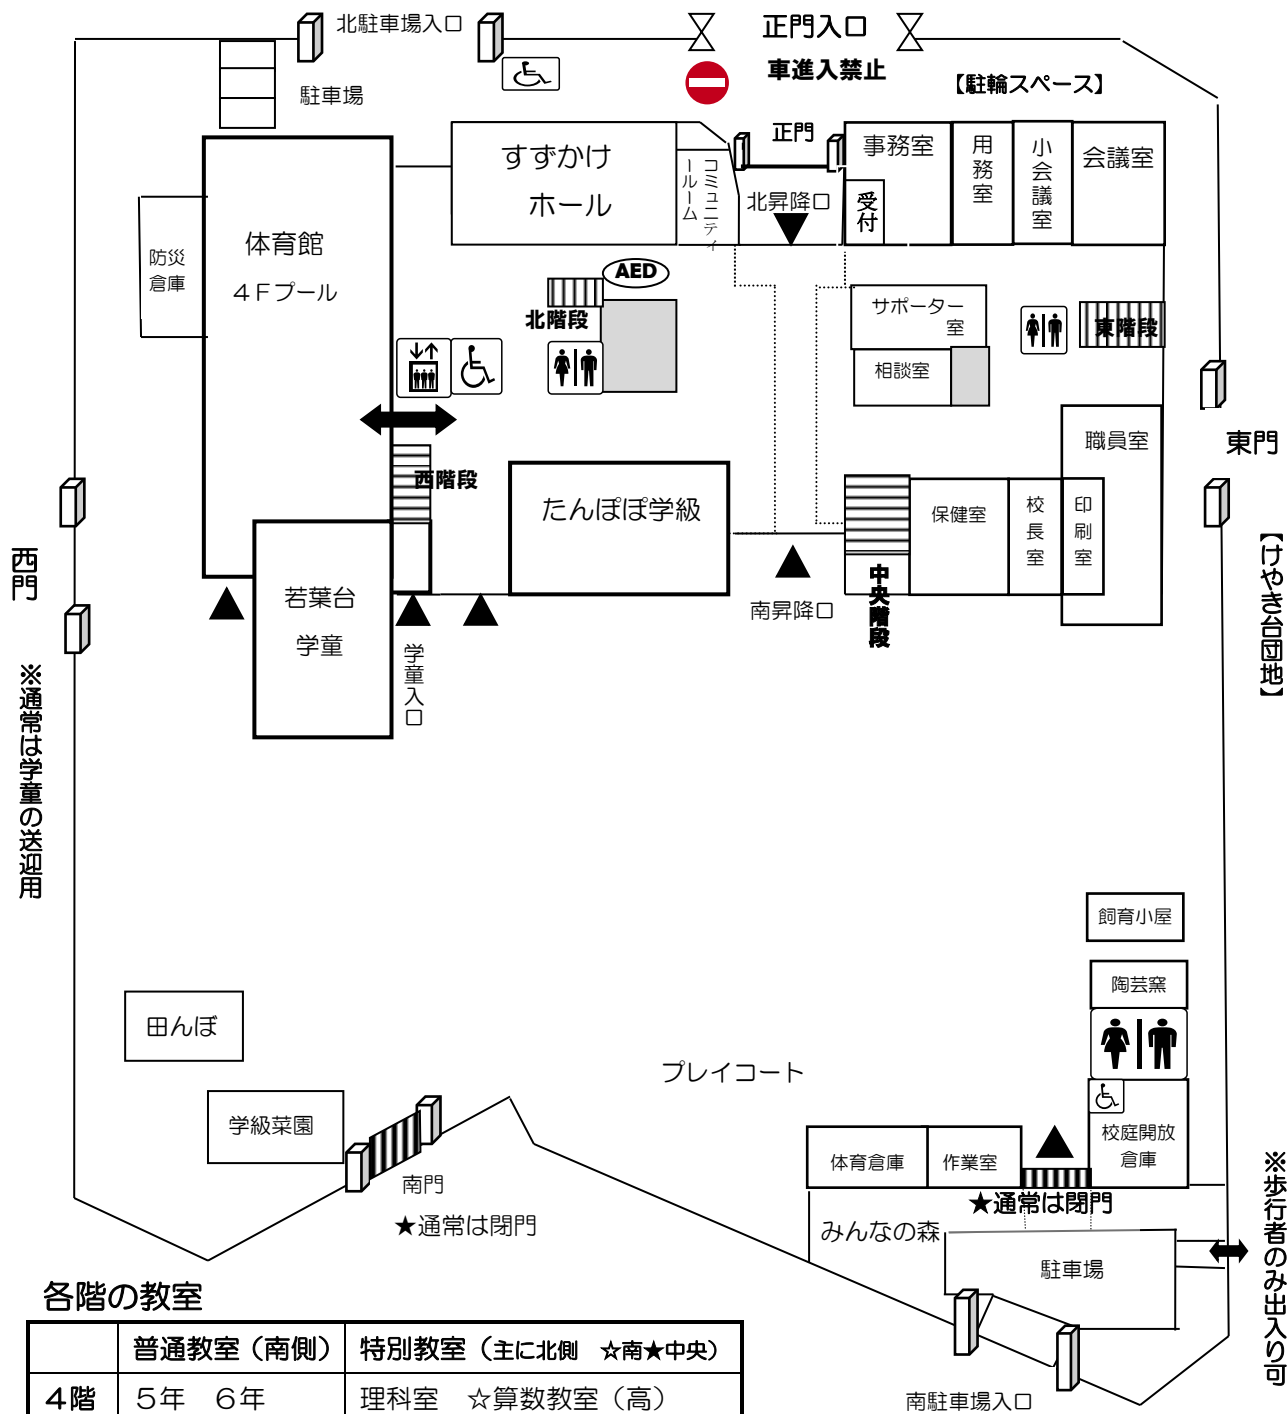 北駐車場入口
正門入口
車進入禁止
【駐輪スペース】
駐車場
正門
すずかけ
ホール
コミュニティ
ールーム
北昇降口
事務室
受付
用務室
小会議室
会議室
体育館
4Fプール
防災
倉庫
AED
北階段
サポーター
室
相談室
東階段
職員室
東門
西階段
たんぽぽ学級
保健室
校長室
印刷室
中央階段
西門
若葉台
学童
学童入口
南昇降口
【けやき台団地】
※通常は学童の送迎用
飼育小屋
陶芸窯
田んぼ
プレイコート
学級菜園
体育倉庫
作業室
校庭開放
倉庫
南門
★通常は閉門
★通常は閉門
みんなの森
駐車場
※歩行者のみ出入り可
南駐車場入口
各階の教室
普通教室(南側) 特別教室(主に北側 ☆南★中央)
4階 5年 6年 理科室 ☆算数教室(高)